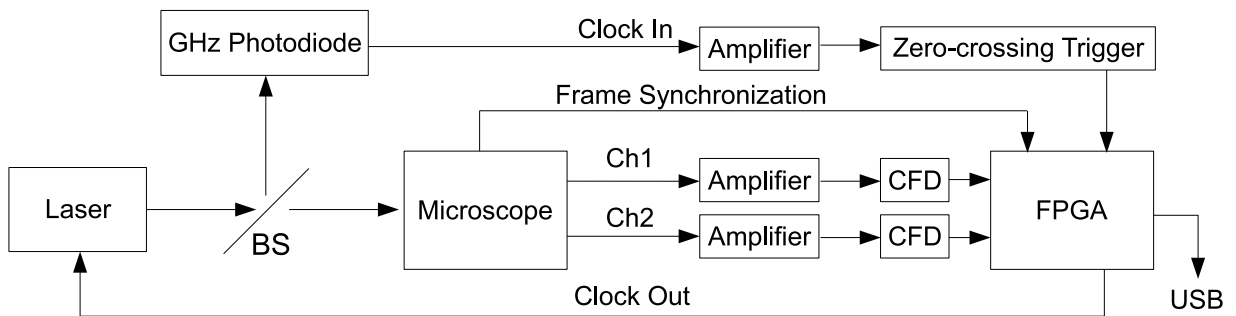 GHz Photodiode
Clock In
Amplifier
Zero-crossing Trigger
Frame Synchronization
Laser
BS
Microscope
Ch1
Amplifier
CFD
Ch2
Amplifier
CFD
FPGA
USB
Clock Out